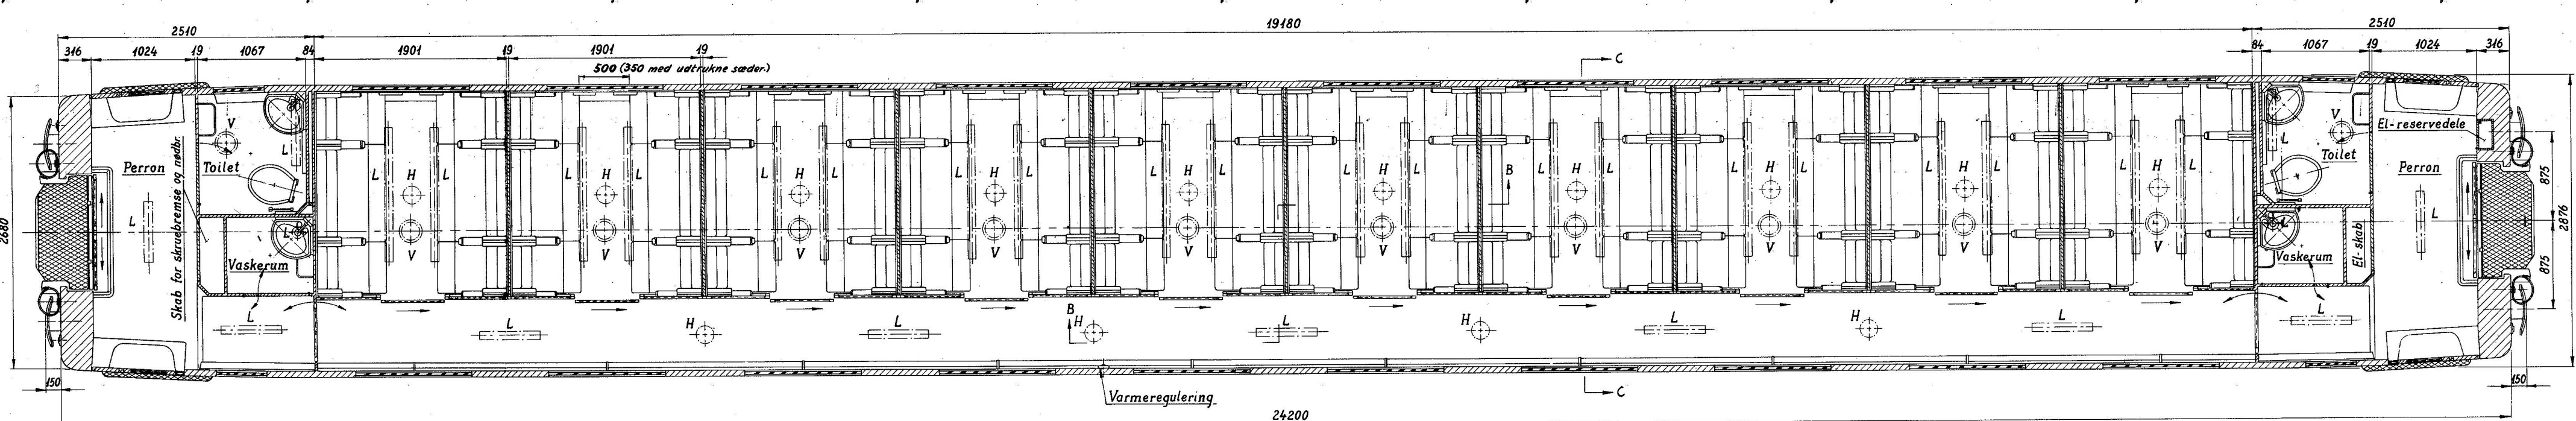 19180
2510
2510
316
1024
19
1067
84
1901
19
1901
19
84
1067
19
1024
316
500 (350 med udtrukne sæder.)
C
V
L
Toilet
Perron
Skab for skruebremse og nødbr.
L
L
Vaskerum
L
L H L
V
L H L
V
L H L
V
L H L
V
L H L
V
L H L
V
B
L H L
V
L H L
V
L H L
V
L H L
V
V
El-reservedele
L
Toilet
Perron
L
L
Vaskerum
El-skab
L
875
875
2876
2680
L
H
L
B
H
L
H
L
H
L
150
150
Varmeregulering
C
24200